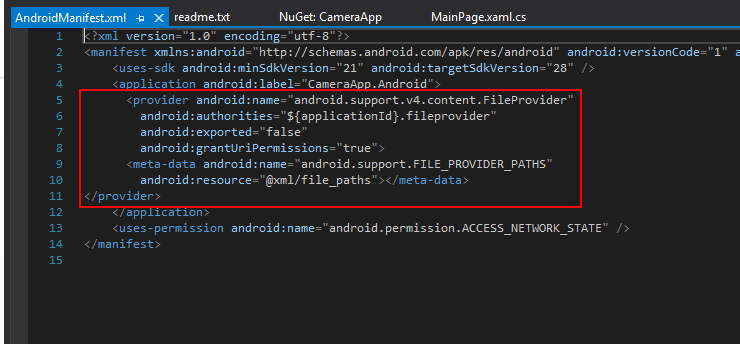 AndroidManifest.xml readme.txt NuGet: CameraApp MainPage.xaml.cs
1 <?xml version="1.0" encoding="utf-8"?>
2 <manifest xmlns:android="http://schemas.android.com/apk/res/android" android:versionCode="1" a
3 <uses-sdk android:minSdkVersion="21" android:targetSdkVersion="28" />
4 <application android:label="CameraApp.Android">
5 <provider android:name="android.support.v4.content.FileProvider"
6 android:authorities="${applicationId}.fileprovider"
7 android:exported="false"
8 android:grantUriPermissions="true">
9 <meta-data android:name="android.support.FILE_PROVIDER_PATHS"
10 android:resource="@xml/file_paths"></meta-data>
11 </provider>
12 </application>
13 <uses-permission android:name="android.permission.ACCESS_NETWORK_STATE" />
14 </manifest>
15